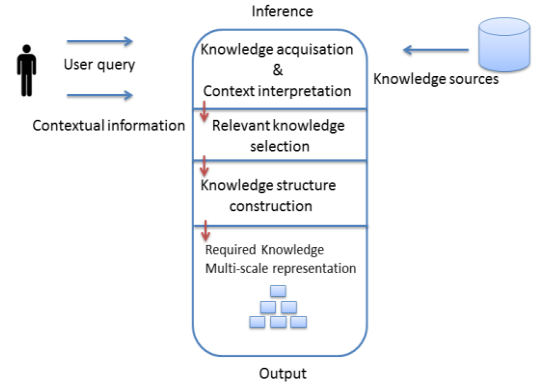 Inference
User query
Contextual information
Knowledge acquisation
&
Context interpretation
Knowledge sources
Relevant knowledge
selection
Knowledge structure
construction
Required Knowledge
Multi-scale representation
Output